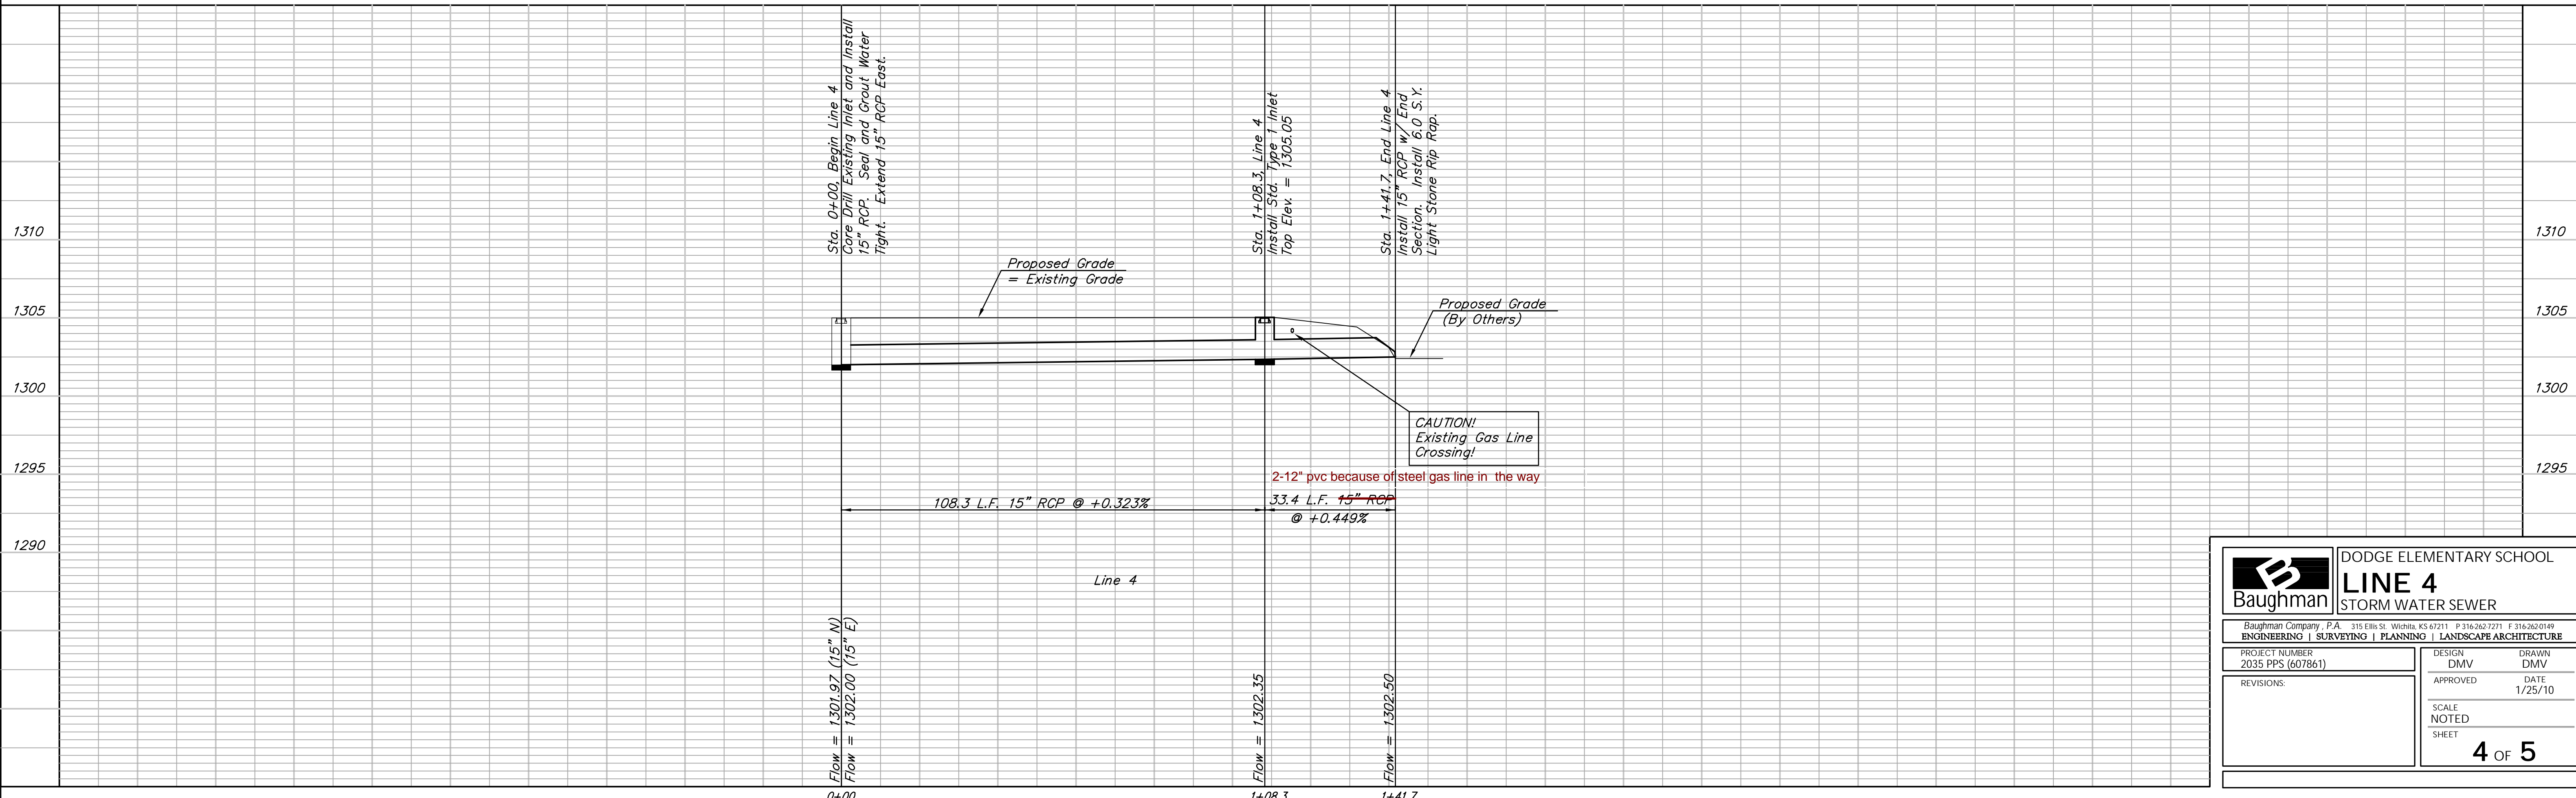 Sta. 0+00, Begin Line 4
Core Drill Existing Inlet and Install
15" RCP. Seal and Grout Water
Tight. Extend 15" RCP East.
Sta. 1+08.3, Line 4
Install Std. Type 1 Inlet
Top Elev. = 1305.05
Sta. 1+41.7, End Line 4
Install 15" RCP w/ End
Section. Install 6.0 S.Y.
Light Stone Rip Rap.
1310
1310
Proposed Grade
= Existing Grade
1305
Proposed Grade
(By Others)
1305
1300
1300
CAUTION!
Existing Gas Line
Crossing!
1295
2-12" pvc because of steel gas line in the way
1295
108.3 L.F. 15" RCP @ +0.323%
33.4 L.F. 15" RCP
@ +0.449%
1290
Line 4
Flow = 1301.97 (15" N)
Flow = 1302.00 (15" E)
Flow = 1302.35
Flow = 1302.50
0+00
1+08.3
1+41.7
Baughman
DODGE ELEMENTARY SCHOOL
LINE 4
STORM WATER SEWER
Baughman Company, P.A. 315 Ellis St. Wichita, KS 67211 P 316-262-7271 F 316-262-0149
ENGINEERING | SURVEYING | PLANNING | LANDSCAPE ARCHITECTURE
PROJECT NUMBER
2035 PPS (607861)
REVISIONS:
DESIGN
DMV
DRAWN
DMV
APPROVED
DATE
1/25/10
SCALE
NOTED
SHEET
4 OF 5